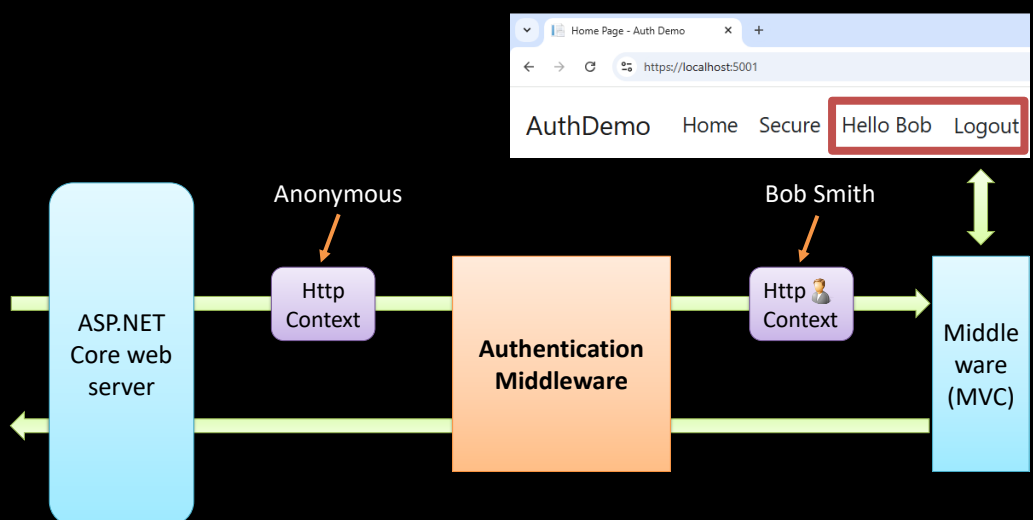 Home Page - Auth Demo
https://localhost:5001
AuthDemo Home Secure Hello Bob Logout
Anonymous
Bob Smith
Http
Context
Http
Context
ASP.NET
Core web
server
Authentication
Middleware
Middle
ware
(MVC)